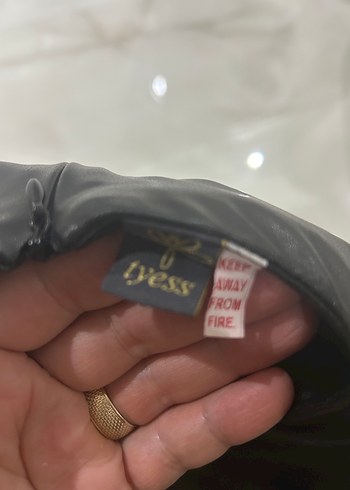 tyess
KEEP
AWAY
FROM
FIRE.